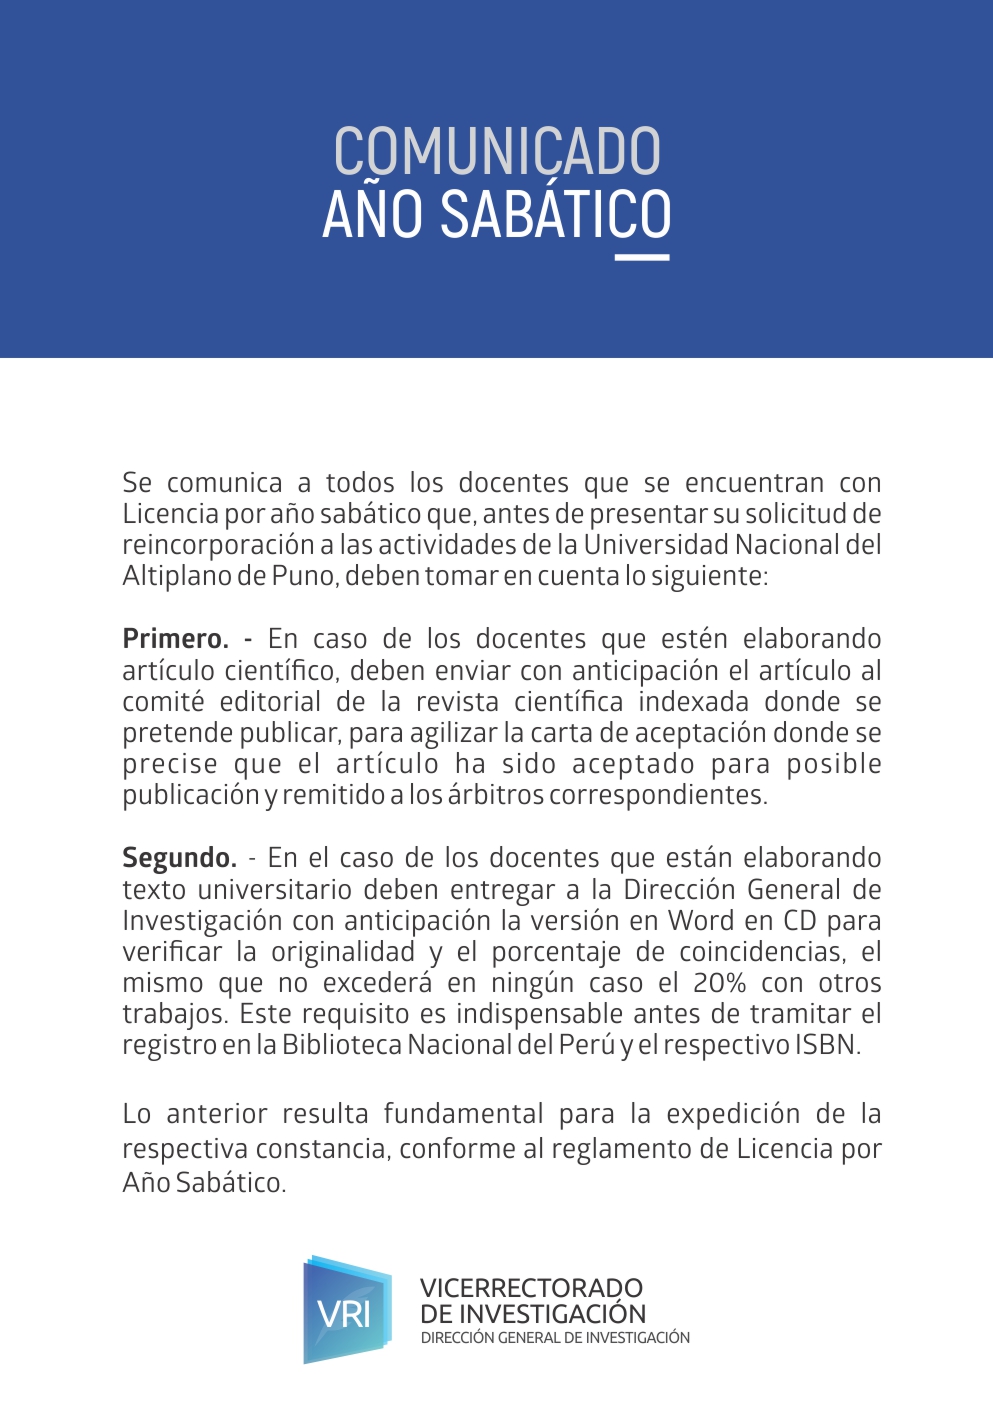 COMUNICADO
AÑO SABÁTICO
Se comunica a todos los docentes que se encuentran con
Licencia por año sabático que, antes de presentar su solicitud de
reincorporación a las actividades de la Universidad Nacional del
Altiplano de Puno, deben tomar en cuenta lo siguiente:
Primero. - En caso de los docentes que estén elaborando
artículo científico, deben enviar con anticipación el artículo al
comité editorial de la revista científica indexada donde se
pretende publicar, para agilizar la carta de aceptación donde se
precise que el artículo ha sido aceptado para posible
publicación y remitido a los árbitros correspondientes.
Segundo. - En el caso de los docentes que están elaborando
texto universitario deben entregar a la Dirección General de
Investigación con anticipación la versión en Word en CD para
verificar la originalidad y el porcentaje de coincidencias, el
mismo que no excederá en ningún caso el 20% con otros
trabajos. Este requisito es indispensable antes de tramitar el
registro en la Biblioteca Nacional del Perú y el respectivo ISBN.
Lo anterior resulta fundamental para la expedición de la
respectiva constancia, conforme al reglamento de Licencia por
Año Sabático.
VRI
VICERRECTORADO
DE INVESTIGACIÓN
DIRECCIÓN GENERAL DE INVESTIGACIÓN